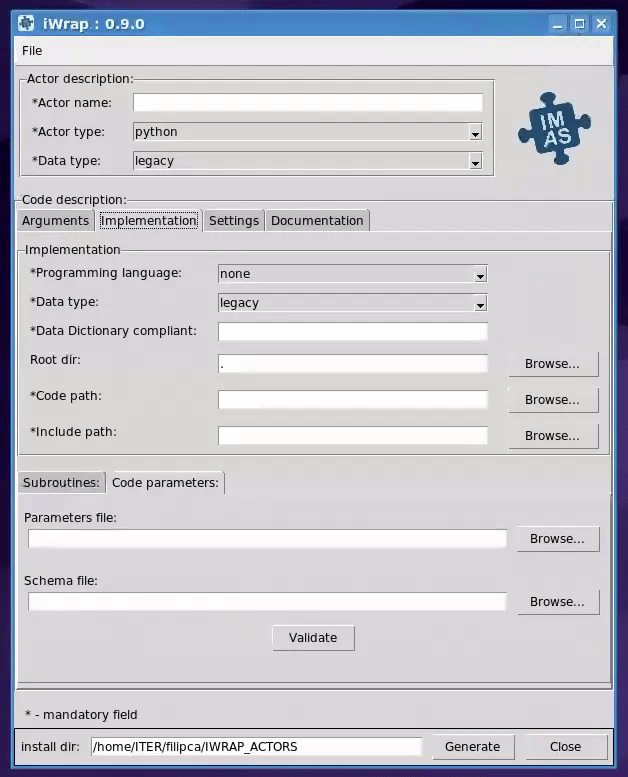 iWrap : 0.9.0
File
Actor description:
*Actor name:
*Actor type: python
*Data type: legacy
IM
AS
Code description:
Arguments Implementation Settings Documentation
Implementation
*Programming language: none
*Data type: legacy
*Data Dictionary compliant:
Root dir: . Browse...
*Code path: Browse...
*Include path: Browse...
Subroutines: Code parameters:
Parameters file:
Browse...
Schema file:
Browse...
Validate
* - mandatory field
install dir: /home/ITER/filipca/IWRAP_ACTORS Generate Close